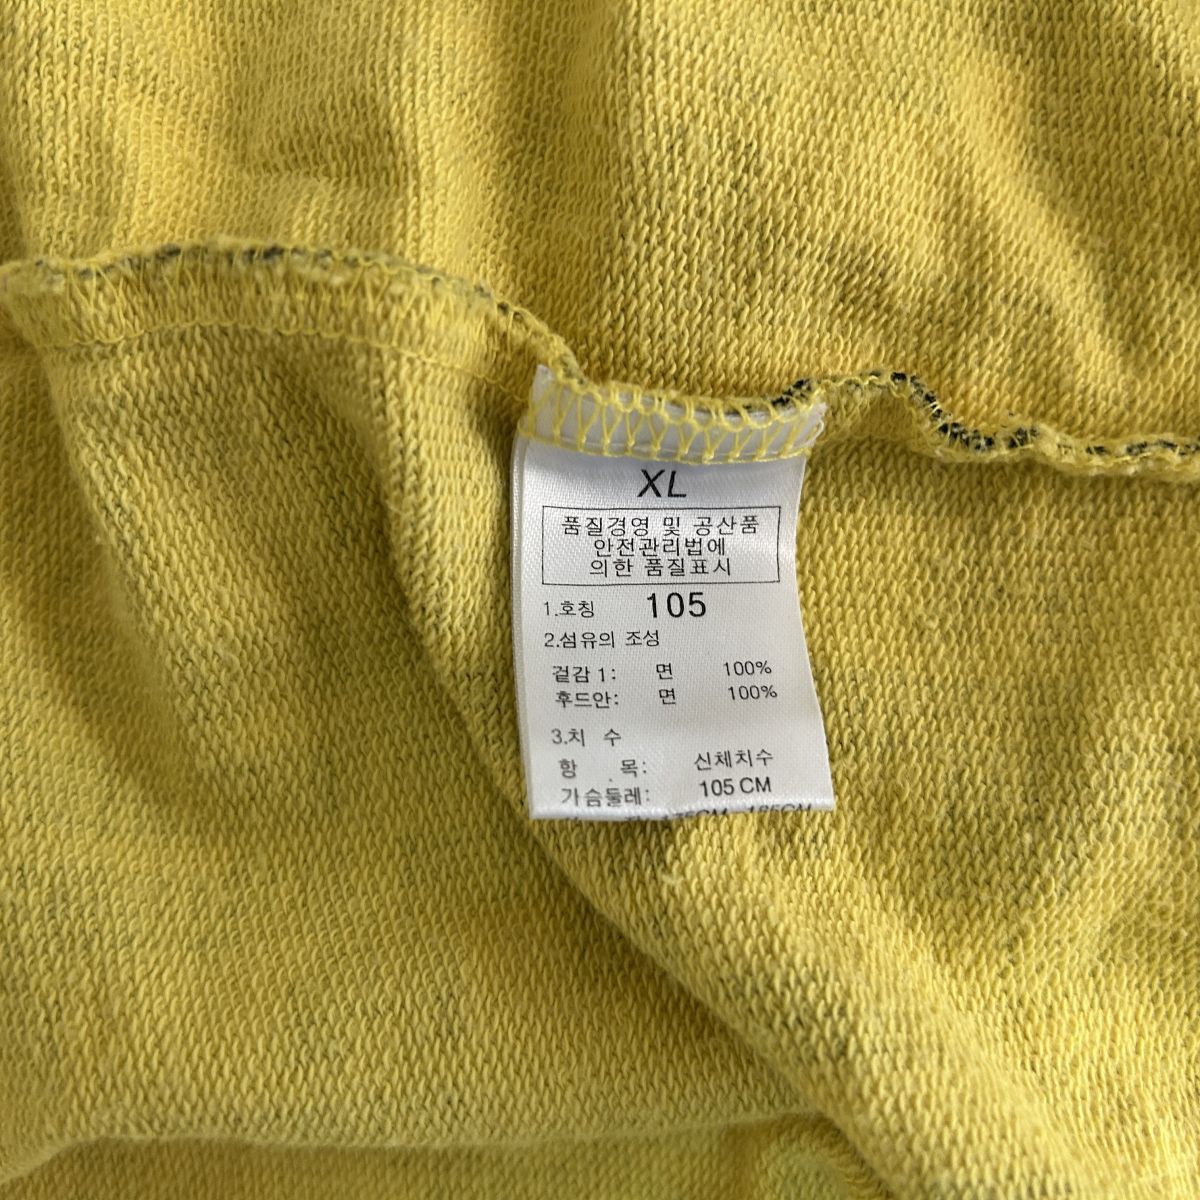 XL
품질경영 및 공산품
안전관리법에
의한 품질표시
1.호칭 105
2.섬유의 조성
겉감 1: 면 100%
후드안: 면 100%
3.치 수
항 목: 신체치수
가슴둘레: 105 CM